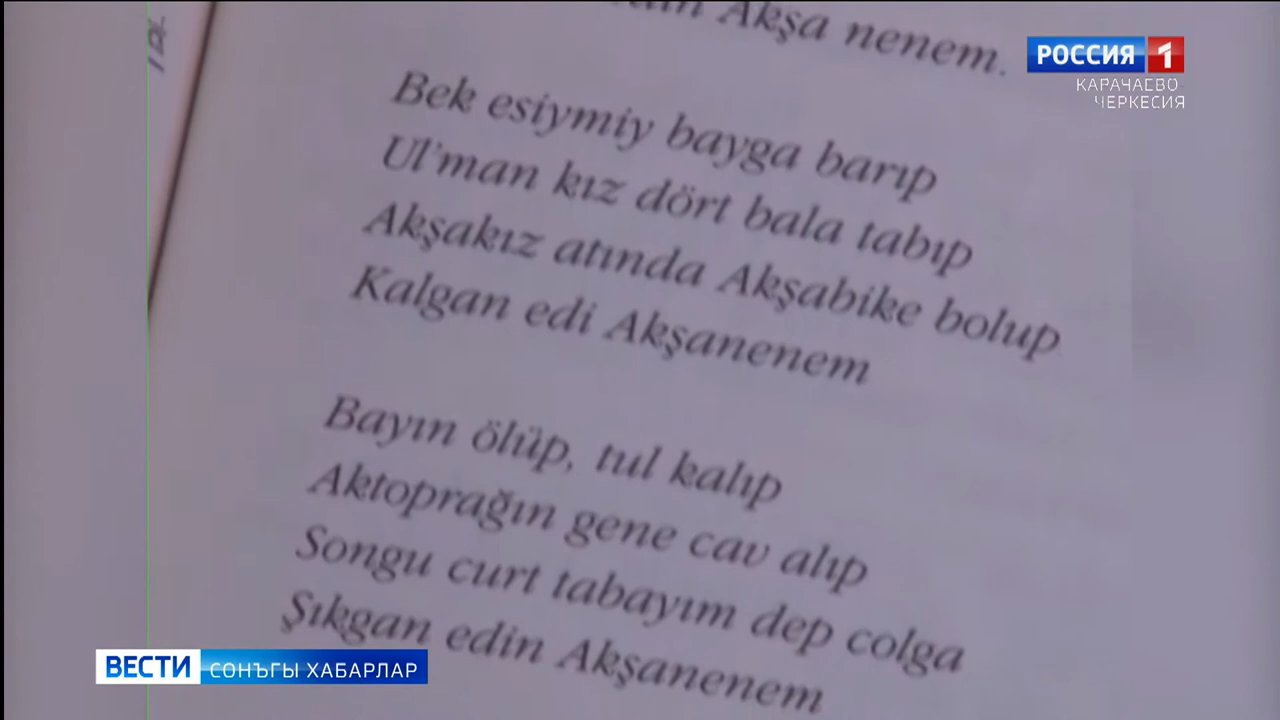 Akşa nenem.
РОССИЯ 1
КАРАЧАЕВО-
ЧЕРКЕСИЯ
Bek esiymiy bayga barıp
Ul'man kız dört bala tabıp
Akşakız atında Akşabike bolup
Kalgan edi Akşanenem
Bayın ölüp, tul kalıp
Aktoprağın gene cav alıp
Songu curt tabayım dep colga
Şıkgan edin Akşanenem
ВЕСТИ СОНЪГЫ ХАБАРЛАР